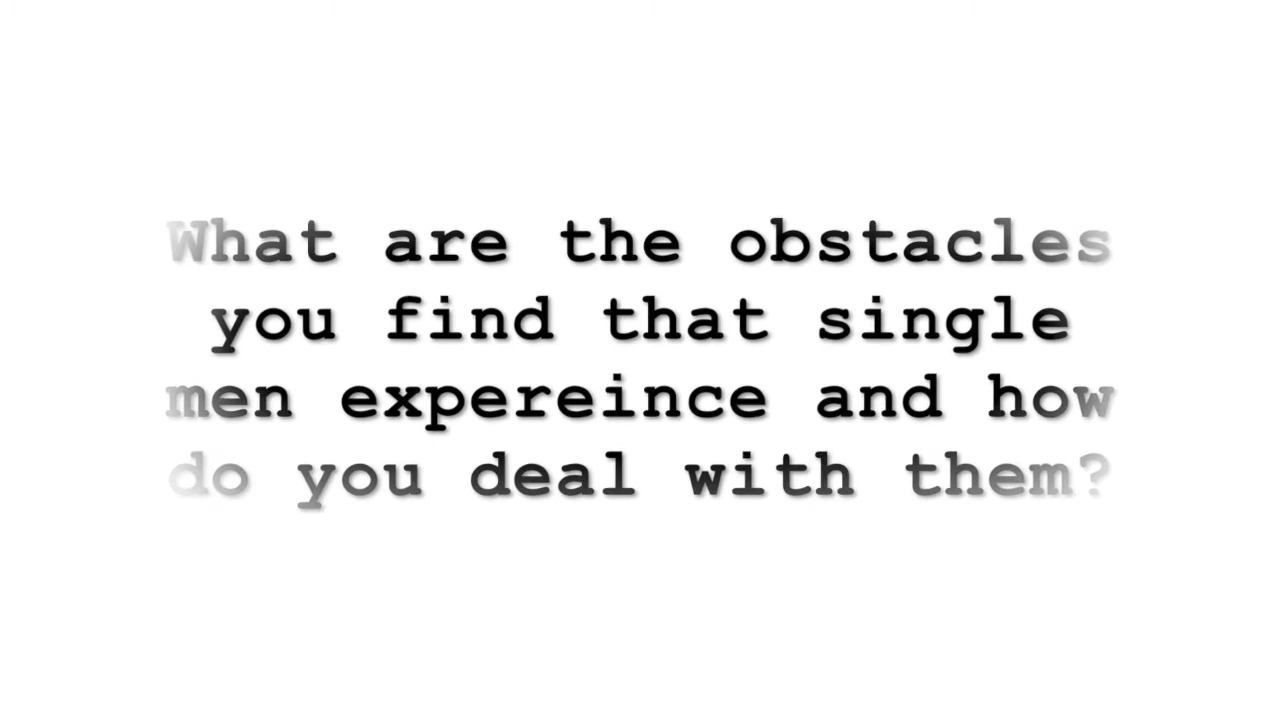 What are the obstacles
you find that single
men expereince and how
do you deal with them?